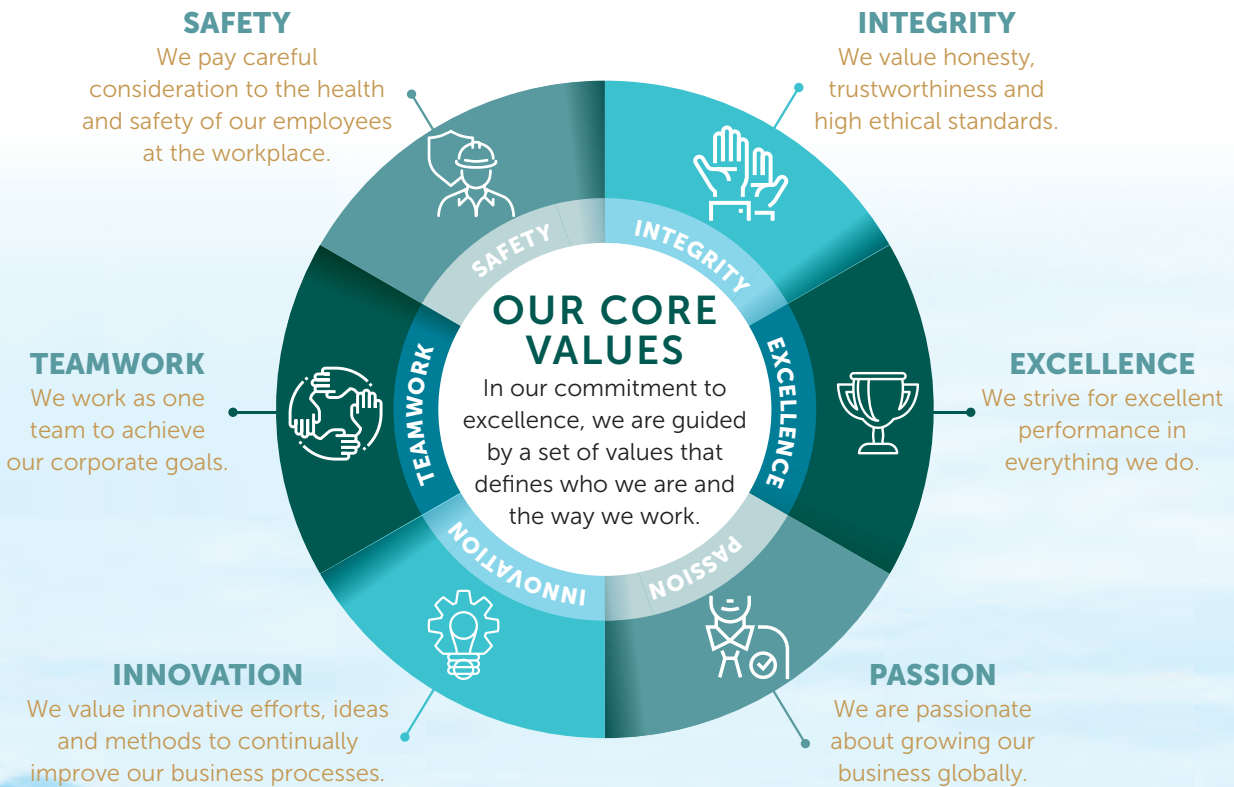 SAFETY
We pay careful
consideration to the health
and safety of our employees
at the workplace.
INTEGRITY
We value honesty,
trustworthiness and
high ethical standards.
SAFETY
INTEGRITY
TEAMWORK
We work as one
team to achieve
our corporate goals.
TEAMWORK
OUR CORE
VALUES
In our commitment to
excellence, we are guided
by a set of values that
defines who we are and
the way we work.
EXCELLENCE
EXCELLENCE
We strive for excellent
performance in
everything we do.
INNOVATION
PASSION
INNOVATION
We value innovative efforts, ideas
and methods to continually
improve our business processes.
PASSION
We are passionate
about growing our
business globally.